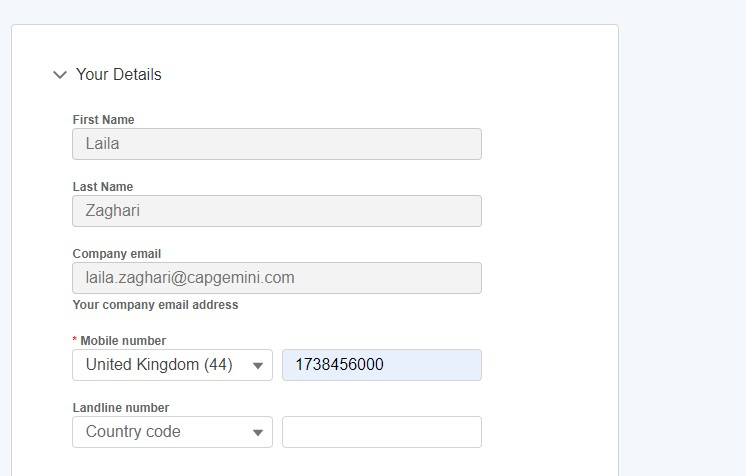 Your Details
First Name
Laila
Last Name
Zaghari
Company email
laila.zaghari@capgemini.com
Your company email address
* Mobile number
United Kingdom (44) 1738456000
Landline number
Country code